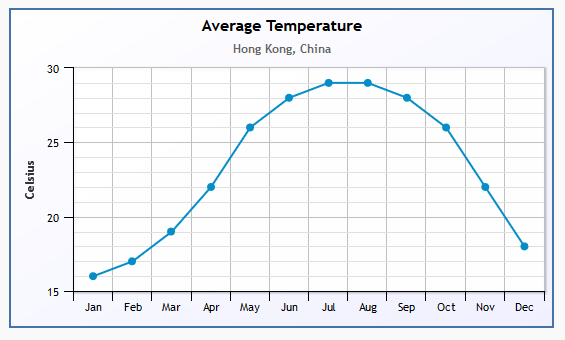 Average Temperature
Hong Kong, China
Celsius
30
25
20
15
Jan Feb Mar Apr May Jun Jul Aug Sep Oct Nov Dec